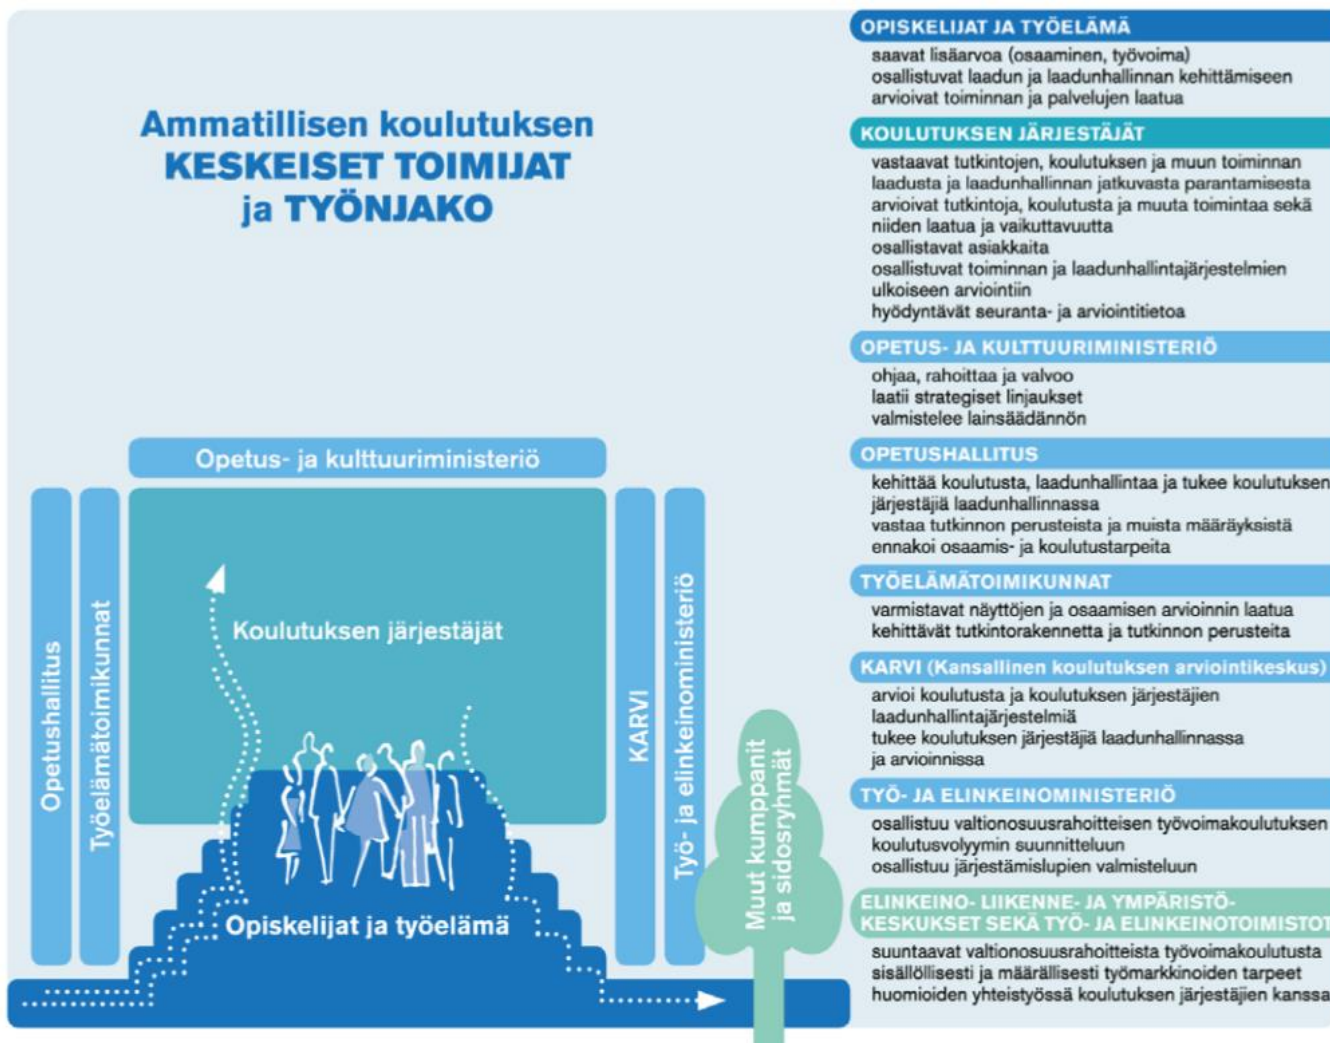 Ammatillisen koulutuksen
KESKEISET TOIMIJAT
ja TYÖNJAKO
Opetus- ja kulttuuriministeriö
Opetushallitus
Työelämätoimikunnat
Koulutuksen järjestäjät
KARVI
Työ- ja elinkeinoministeriö
Muut kumppanit
ja sidosryhmät
Opiskelijat ja työelämä
OPISKELIJAT JA TYÖELÄMÄ
saavat lisäarvoa (osaaminen, työvoima)
osallistuvat laadun ja laadunhallinnan kehittämiseen
arvioivat toiminnan ja palvelujen laatua
KOULUTUKSEN JÄRJESTÄJÄT
vastaavat tutkintojen, koulutuksen ja muun toiminnan
laadusta ja laadunhallinnan jatkuvasta parantamisesta
arvioivat tutkintoja, koulutusta ja muuta toimintaa sekä
niiden laatua ja vaikuttavuutta
osallistavat asiakkaita
osallistuvat toiminnan ja laadunhallintajärjestelmien
ulkoiseen arviointiin
hyödyntävät seuranta- ja arviointitietoa
OPETUS- JA KULTTUURIMINISTERIÖ
ohjaa, rahoittaa ja valvoo
laatii strategiset linjaukset
valmistelee lainsäädännön
OPETUSHALLITUS
kehittää koulutusta, laadunhallintaa ja tukee koulutuksen
järjestäjiä laadunhallinnassa
vastaa tutkinnon perusteista ja muista määräyksistä
ennakoi osaamis- ja koulutustarpeita
TYÖELÄMÄTOIMIKUNNAT
varmistavat näyttöjen ja osaamisen arvioinnin laatua
kehittävät tutkintorakennetta ja tutkinnon perusteita
KARVI (Kansallinen koulutuksen arviointikeskus)
arvioi koulutusta ja koulutuksen järjestäjien
laadunhallintajärjestelmiä
tukee koulutuksen järjestäjiä laadunhallinnassa
ja arvioinnissa
TYÖ- JA ELINKEINOMINISTERIÖ
osallistuu valtionosuusrahoitteisen työvoimakoulutuksen
koulutusvolyymin suunnitteluun
osallistuu järjestämislupien valmisteluun
ELINKEINO- LIIKENNE- JA YMPÄRISTÖ-
KESKUKSET SEKÄ TYÖ- JA ELINKEINOTOIMISTOT
suuntaavat valtionosuusrahoitteista työvoimakoulutusta
sisällöllisesti ja määrällisesti työmarkkinoiden tarpeet
huomioiden yhteistyössä koulutuksen järjestäjien kanssa